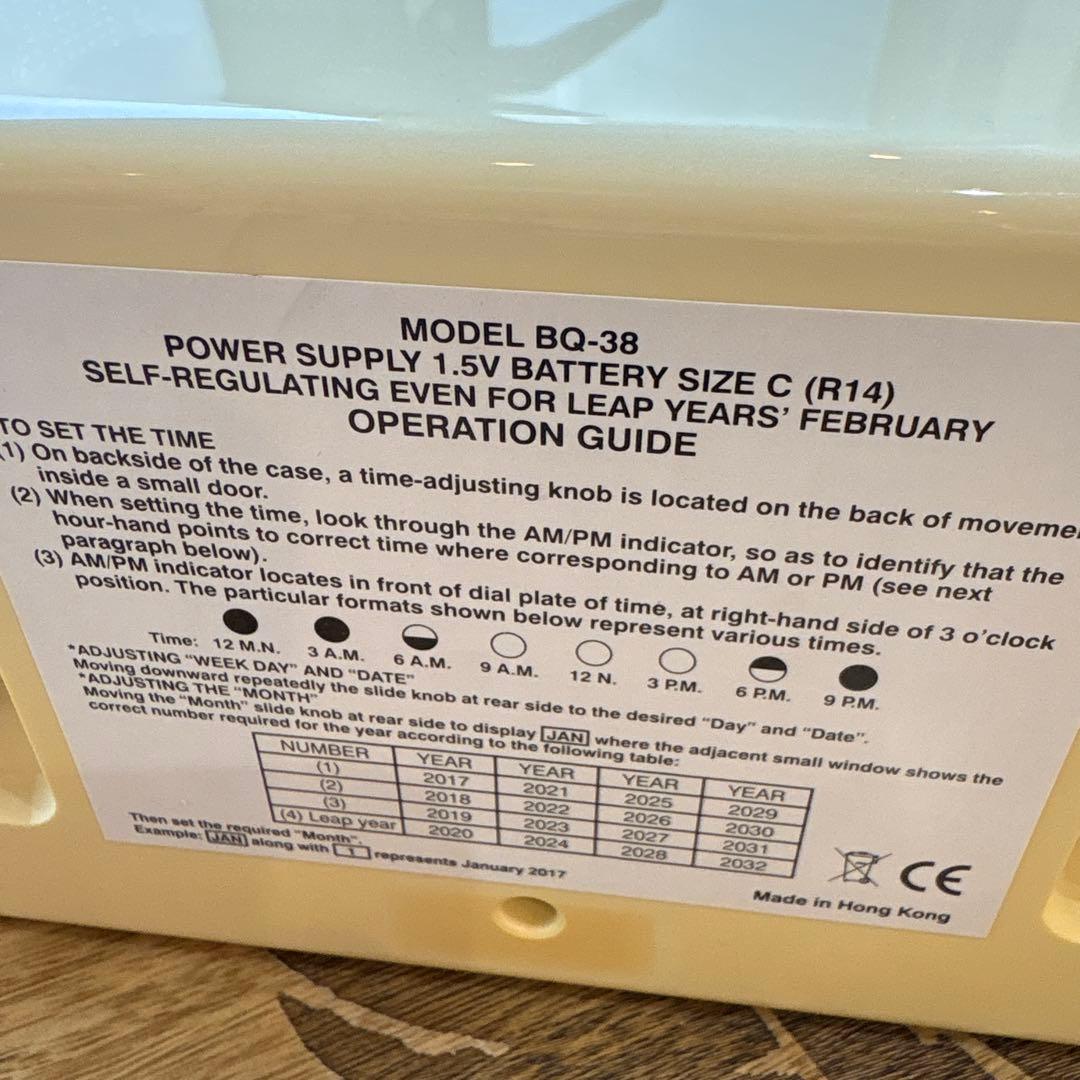 MODEL BQ-38
POWER SUPPLY 1.5V BATTERY SIZE C (R14)
SELF-REGULATING EVEN FOR LEAP YEARS' FEBRUARY
OPERATION GUIDE
TO SET THE TIME
(1) On backside of the case, a time-adjusting knob is located on the back of
inside a small door.
(2) When setting the time, look through the AM/PM indicator, so as to identify that the
hour-hand points to correct time where corresponding to AM or PM (see next
paragraph below).
(3) AM/PM indicator locates in front of dial plate of time, at right-hand side of 3 o'clock
position. The particular formats shown below represent various times.
Time: 12 M.N. 3 A.M. 6 A.M. 9 A.M. 12 N. 3 P.M. 6 P.M. 9 P.M.
*ADJUSTING "WEEK DAY" AND "DATE"
Moving downward repeatedly the slide knob at rear side to the desired "Day" and "Date".
*ADJUSTING THE "MONTH"
Moving the "Month" slide knob at rear side to display JAN where the adjacent small window shows the
correct number required for the year according to the following table:
NUMBER YEAR YEAR YEAR YEAR
(1) 2017 2021 2025 2029
(2) 2018 2022 2026 2030
(3) 2019 2023 2027 2031
(4) Leap year 2020 2024 2028 2032
Then set the required "Month".
Example: JAN along with 1 represents January 2017
CE
Made in Hong Kong